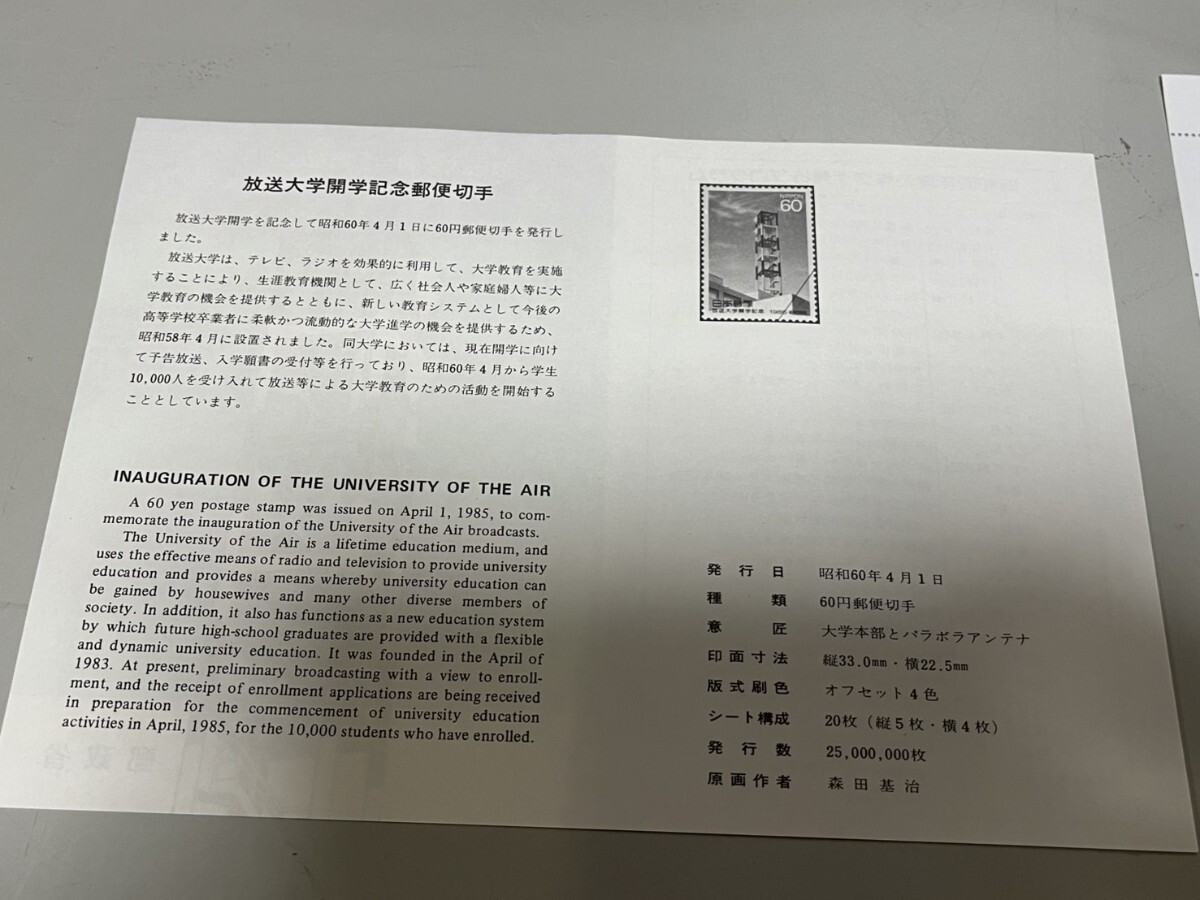 放送大学開学記念郵便切手
放送大学開学を記念して昭和60年4月1日に60円郵便切手を発行し
ました。
放送大学は、テレビ、ラジオを効果的に利用して、大学教育を実施
することにより、生涯教育機関として、広く社会人や家庭婦人等に大
学教育の機会を提供するとともに、新しい教育システムとして今後の
高等学校卒業者に柔軟かつ流動的な大学進学の機会を提供するため、
昭和58年4月に設置されました。同大学においては、現在開学に向け
て予告放送、入学願書の受付等を行っており、昭和60年4月から学生
10,000人を受け入れて放送等による大学教育のための活動を開始する
こととしています。
INAUGURATION OF THE UNIVERSITY OF THE AIR
A 60 yen postage stamp was issued on April 1, 1985, to com-
memorate the inauguration of the University of the Air broadcasts.
The University of the Air is a lifetime education medium, and
uses the effective means of radio and television to provide university
education and provides a means whereby university education can
be gained by housewives and many other diverse members of
society. In addition, it also has functions as a new education system
by which future high-school graduates are provided with a flexible
and dynamic university education. It was founded in the April of
1983. At present, preliminary broadcasting with a view to enroll-
ment, and the receipt of enrollment applications are being received
in preparation for the commencement of university education
activities in April, 1985, for the 10,000 students who have enrolled.
60
日本郵便
放送大学開学記念 1985
発行日 昭和60年4月1日
種類 60円郵便切手
意匠 大学本部とパラボラアンテナ
印面寸法 縦33.0mm・横22.5mm
版式刷色 オフセット4色
シート構成 20枚(縦5枚・横4枚)
発行数 25,000,000枚
原画作者 森田基治